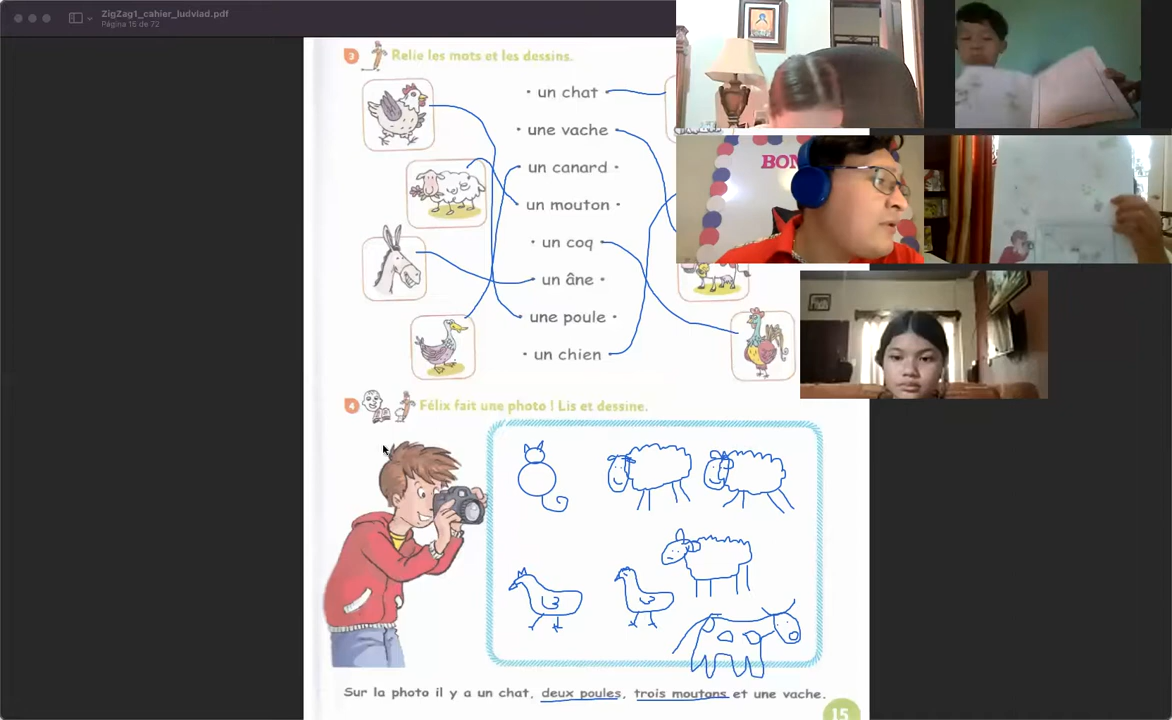 ZigZag1_cahier_ludvlad.pdf
Página 15 de 72
3 Relie les mots et les dessins.
• un chat •
• une vache •
• un canard •
• un mouton •
• un coq •
• un âne •
• une poule •
• un chien •
BON
4 Félix fait une photo ! Lis et dessine.
Sur la photo il y a un chat, deux poules, trois moutons et une vache.
15